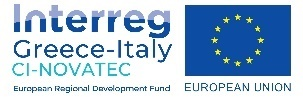 Interreg
Greece-Italy
CI-NOVATEC
European Regional Development Fund
EUROPEAN UNION